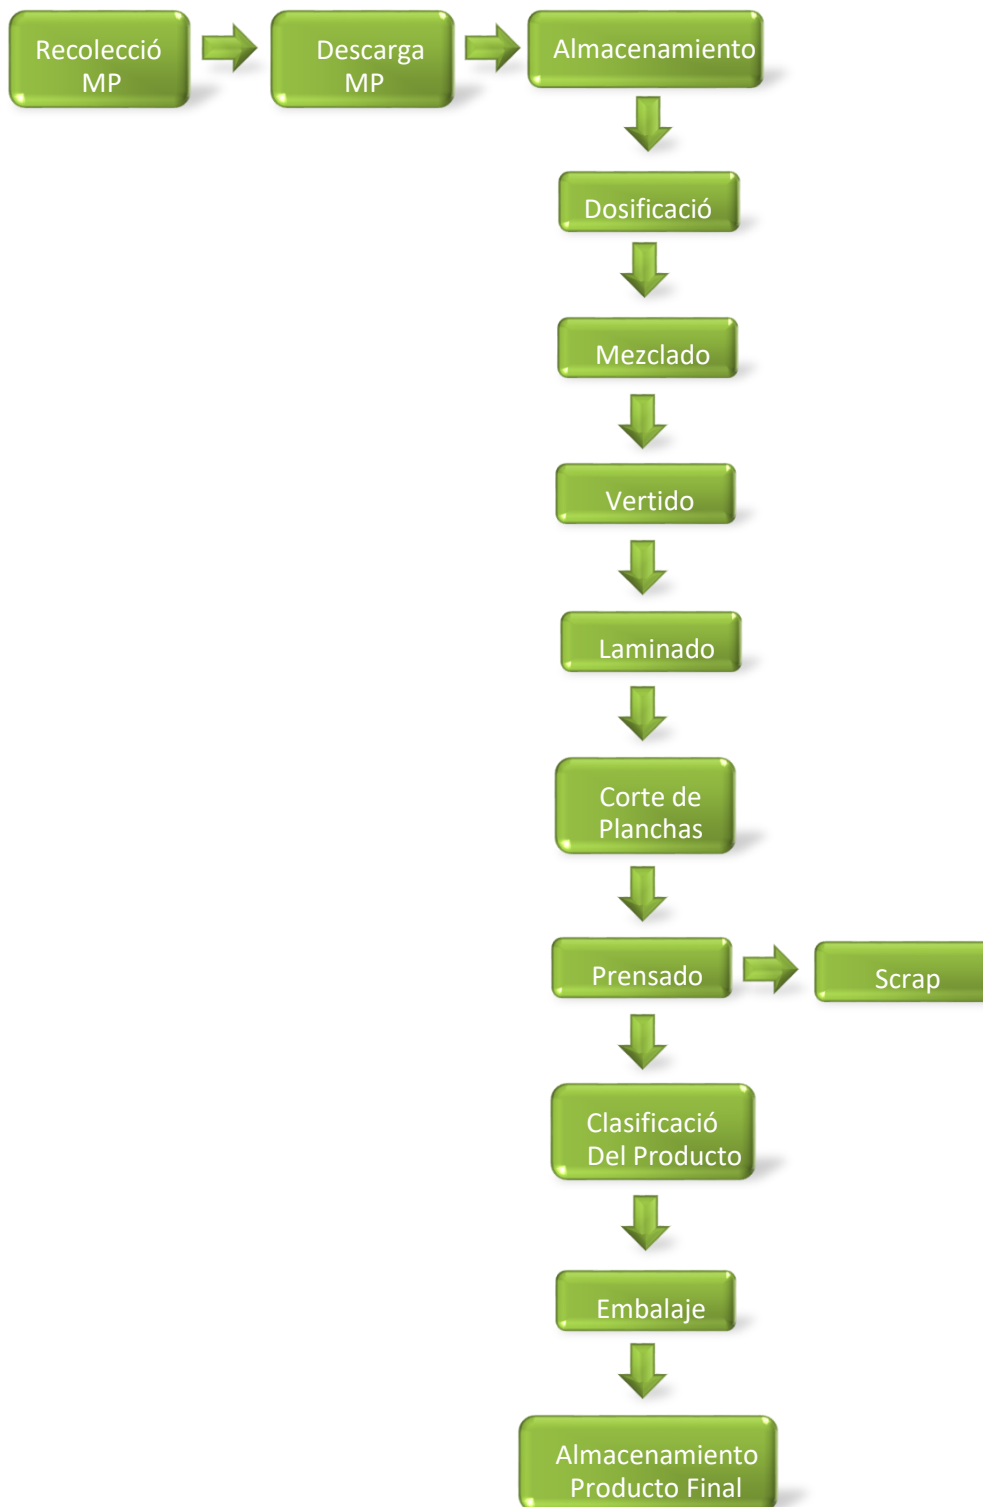 Recolecció
MP
Descarga
MP
Almacenamiento
Dosificació
Mezclado
Vertido
Laminado
Corte de
Planchas
Prensado
Scrap
Clasificació
Del Producto
Embalaje
Almacenamiento
Producto Final